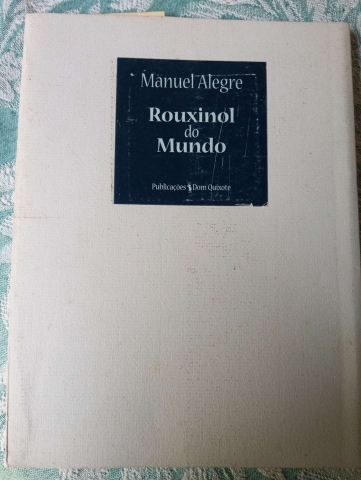 Manuel Alegre
Rouxinol
do
Mundo
Publicações Dom Quixote